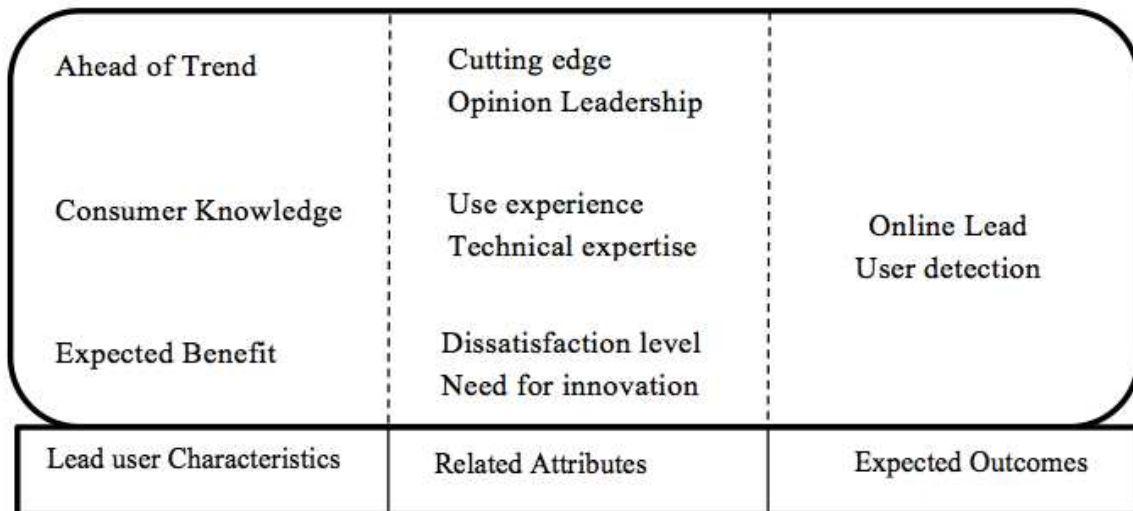 Ahead of Trend
Cutting edge
Opinion Leadership
Consumer Knowledge
Use experience
Technical expertise
Online Lead
User detection
Expected Benefit
Dissatisfaction level
Need for innovation
Lead user Characteristics
Related Attributes
Expected Outcomes